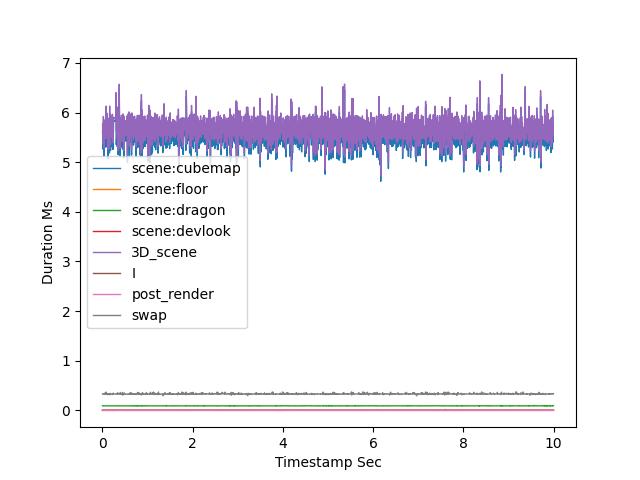 7
6
5
4
3
2
1
0
Duration Ms
scene:cubemap
scene:floor
scene:dragon
scene:devlook
3D_scene
I
post_render
swap
0 2 4 6 8 10
Timestamp Sec